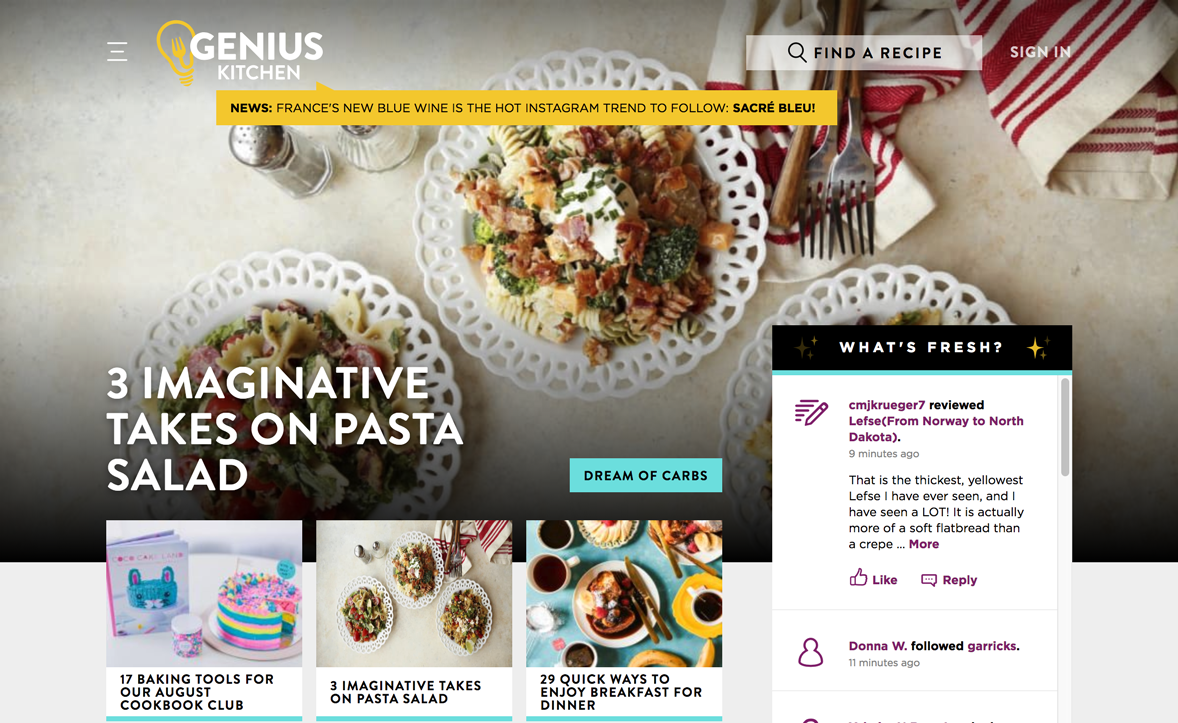 GENIUS
KITCHEN
FIND A RECIPE
SIGN IN
NEWS: FRANCE'S NEW BLUE WINE IS THE HOT INSTAGRAM TREND TO FOLLOW: SACRÉ BLEU!
3 IMAGINATIVE
TAKES ON PASTA
SALAD
DREAM OF CARBS
COCO CAKE LAND
17 BAKING TOOLS FOR
OUR AUGUST
COOKBOOK CLUB
3 IMAGINATIVE TAKES
ON PASTA SALAD
29 QUICK WAYS TO
ENJOY BREAKFAST FOR
DINNER
WHAT'S FRESH?
cmjkrueger7 reviewed
Lefse(From Norway to North
Dakota).
9 minutes ago
That is the thickest, yellowest
Lefse I have ever seen, and I
have seen a LOT! It is actually
more of a soft flatbread than
a crepe ... More
Like
Reply
Donna W. followed garricks.
11 minutes ago